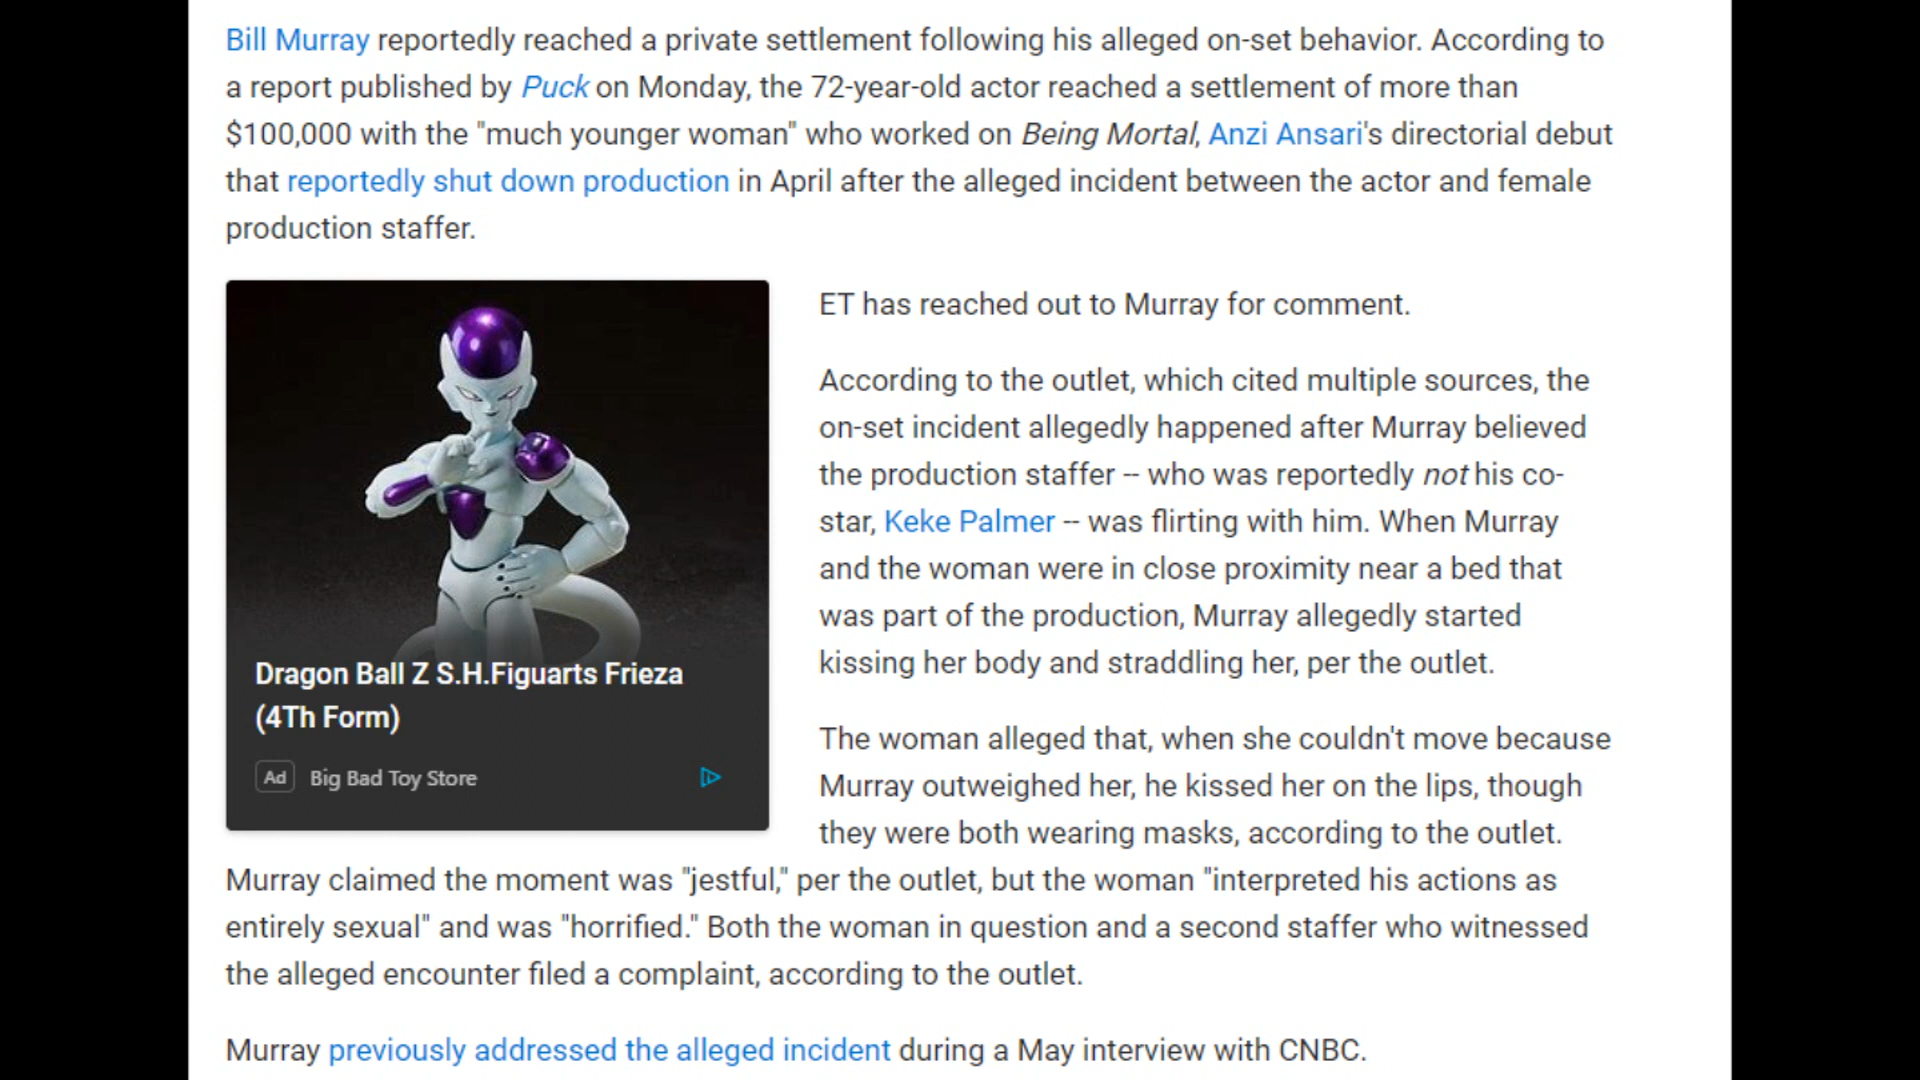 Bill Murray reportedly reached a private settlement following his alleged on-set behavior. According to
a report published by Puck on Monday, the 72-year-old actor reached a settlement of more than
$100,000 with the "much younger woman" who worked on Being Mortal, Anzi Ansari's directorial debut
that reportedly shut down production in April after the alleged incident between the actor and female
production staffer.
Dragon Ball Z S.H.Figuarts Frieza
(4Th Form)
Ad Big Bad Toy Store
ET has reached out to Murray for comment.
According to the outlet, which cited multiple sources, the
on-set incident allegedly happened after Murray believed
the production staffer -- who was reportedly not his co-
star, Keke Palmer -- was flirting with him. When Murray
and the woman were in close proximity near a bed that
was part of the production, Murray allegedly started
kissing her body and straddling her, per the outlet.
The woman alleged that, when she couldn't move because
Murray outweighed her, he kissed her on the lips, though
they were both wearing masks, according to the outlet.
Murray claimed the moment was "jestful," per the outlet, but the woman "interpreted his actions as
entirely sexual" and was "horrified." Both the woman in question and a second staffer who witnessed
the alleged encounter filed a complaint, according to the outlet.
Murray previously addressed the alleged incident during a May interview with CNBC.